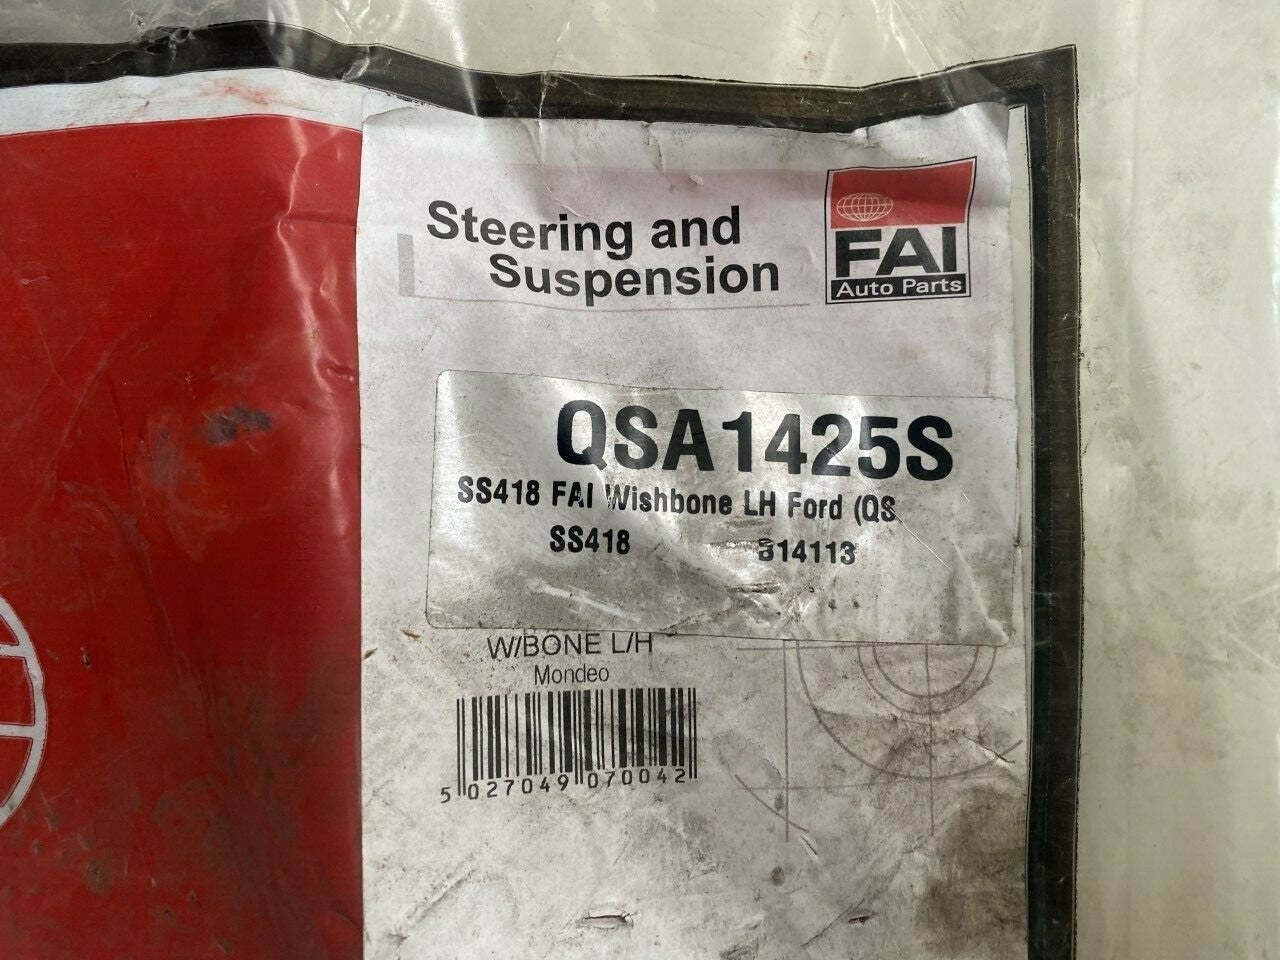 Steering and
Suspension
FAI
Auto Parts
QSA1425S
SS418 FAI Wishbone LH Ford (QS
SS418 314113
W/BONE L/H
Mondeo
5 027049 070042